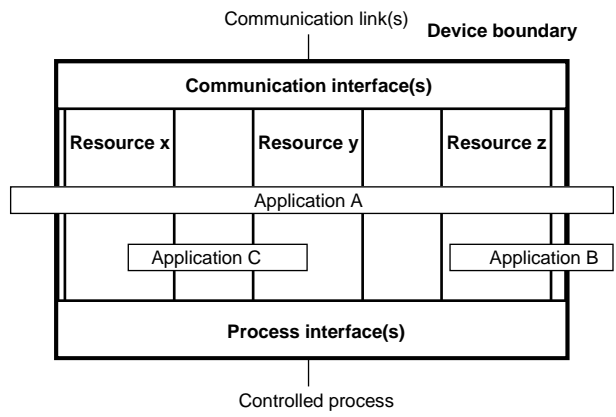 Communication link(s)
Device boundary
Communication interface(s)
Resource x
Resource y
Resource z
Application A
Application C
Application B
Process interface(s)
Controlled process